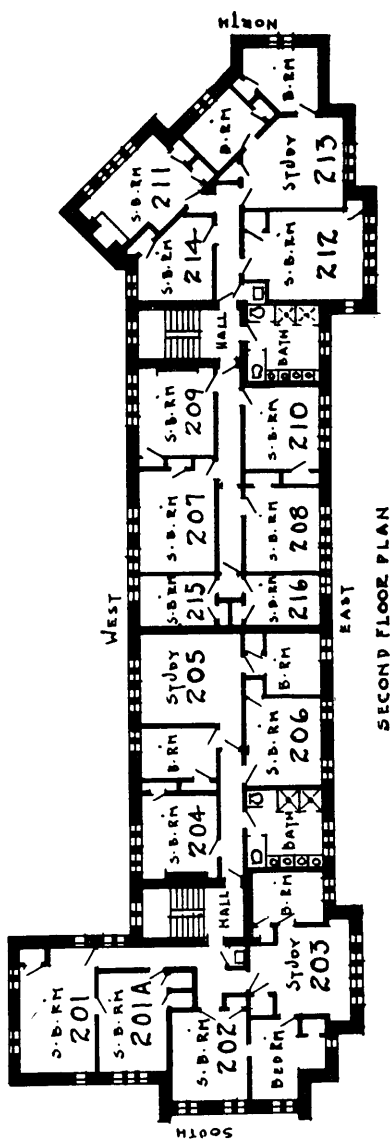 NORTH
B·RM
B·RM
STUDY
213
S·B·RM
211
S·B·RM
214
S·B·RM
212
HALL
BATH
S·B·RM
209
S·B·RM
210
S·B·RM
207
S·B·RM
208
S·B·RM
215
S·B·RM
216
WEST
EAST
SECOND FLOOR PLAN
STUDY
205
B·RM
B·RM
S·B·RM
206
S·B·RM
204
BATH
HALL
B·RM
STUDY
203
S·B·RM
201
S·B·RM
201A
S·B·RM
202
BEDRM
SOUTH